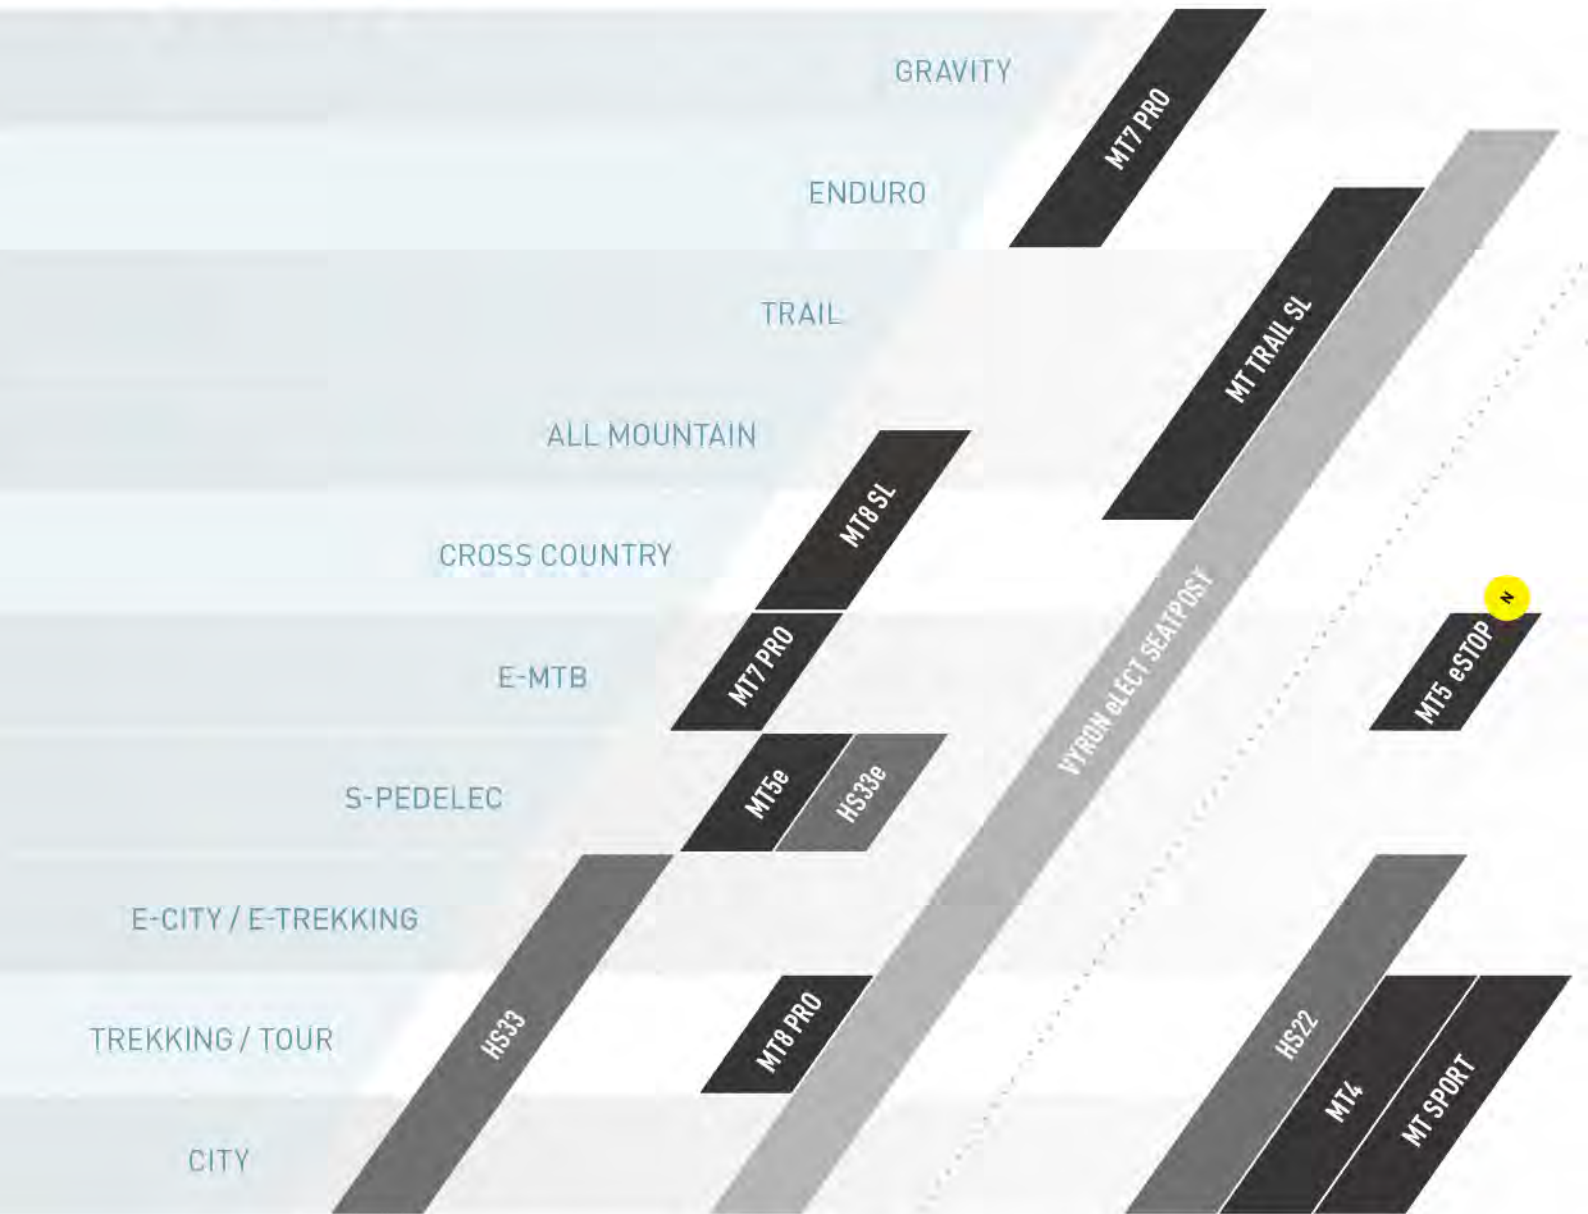 GRAVITY
MT7 PRO
ENDURO
TRAIL
MT TRAIL SL
ALL MOUNTAIN
MT8 SL
CROSS COUNTRY
VYRON eLECT SEATPOST
N
E-MTB
MT7 PRO
MT5 eSTOP
S-PEDELEC
MT5e
HS33e
E-CITY / E-TREKKING
TREKKING / TOUR
HS33
MT8 PRO
HS22
MT4
MT SPORT
CITY